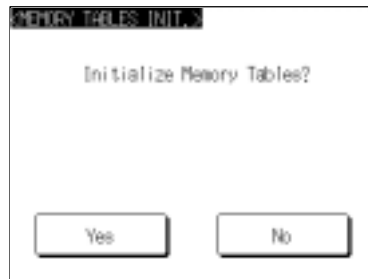 <MEMORY TABLES INIT.>
Initialize Memory Tables?
Yes No